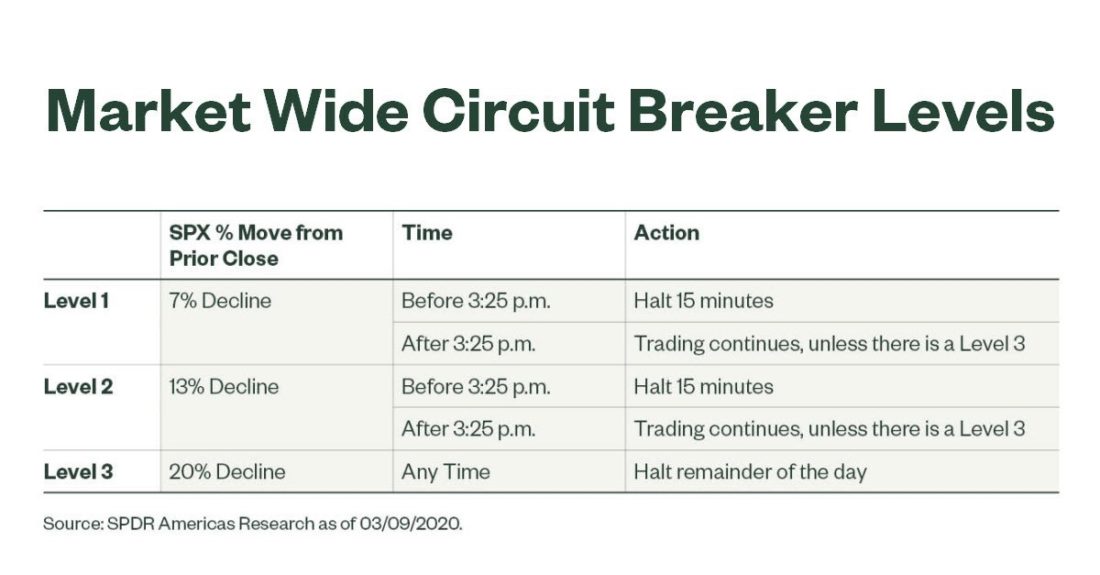 Market Wide Circuit Breaker Levels
SPX % Move from Prior Close Time Action
Level 1 7% Decline Before 3:25 p.m. Halt 15 minutes
After 3:25 p.m. Trading continues, unless there is a Level 3
Level 2 13% Decline Before 3:25 p.m. Halt 15 minutes
After 3:25 p.m. Trading continues, unless there is a Level 3
Level 3 20% Decline Any Time Halt remainder of the day
Source: SPDR Americas Research as of 03/09/2020.